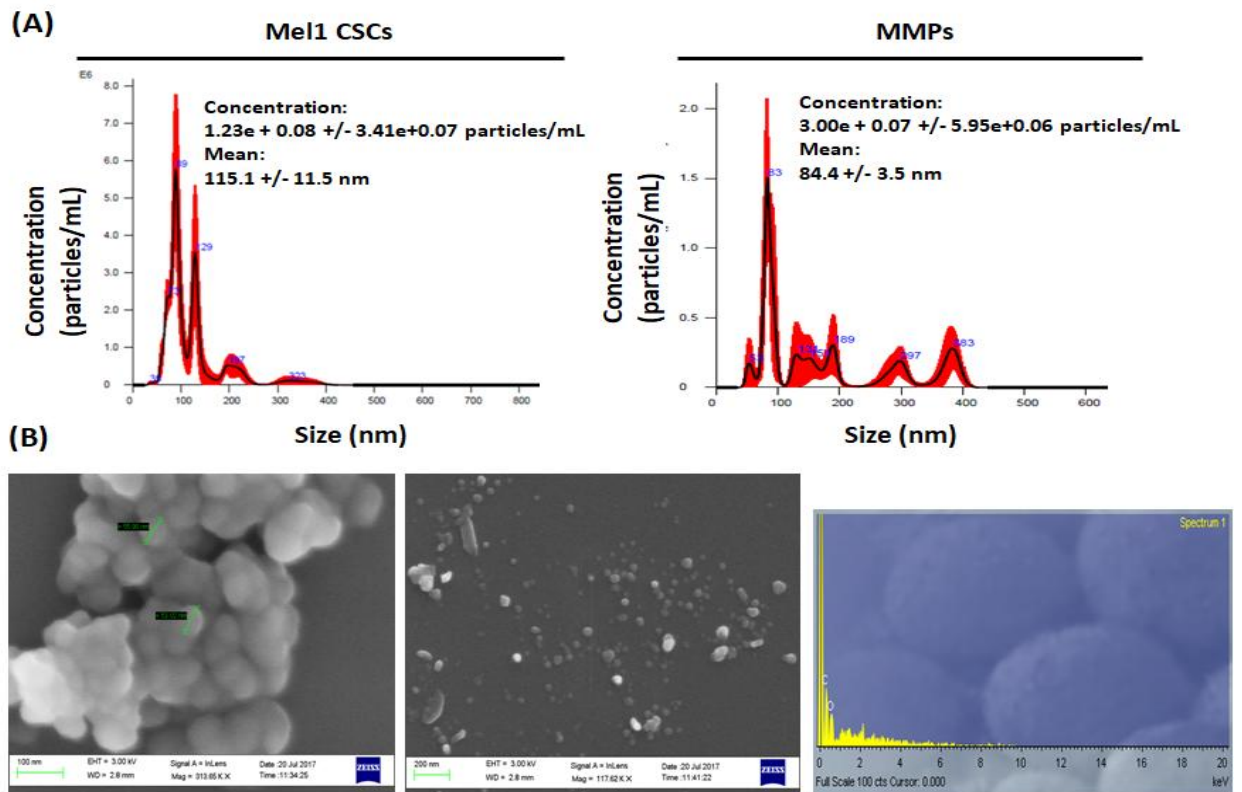 (A)
Mel1 CSCs
MMPs
E6
8.0
7.0
6.0
5.0
4.0
3.0
2.0
1.0
0
0 100 200 300 400 500 600 700 800
Concentration
(particles/mL)
Concentration:
1.23e + 0.08 +/- 3.41e+0.07 particles/mL
Mean:
115.1 +/- 11.5 nm
129
323
Size (nm)
2.0
1.5
1.0
0.5
0
0 100 200 300 400 500 600
Concentration
(particles/mL)
Concentration:
3.00e + 0.07 +/- 5.95e+0.06 particles/mL
Mean:
84.4 +/- 3.5 nm
83
189
297
383
Size (nm)
(B)
100 nm
EHT = 3.00 kV
WD = 2.8 mm
Signal A = InLens
Mag = 313.65 K X
Date :20 Jul 2017
Time :11:34:25
ZEISS
200 nm
EHT = 3.00 kV
WD = 2.8 mm
Signal A = InLens
Mag = 117.62 K X
Date :20 Jul 2017
Time :11:41:22
ZEISS
Spectrum 1
C
O
0 2 4 6 8 10 12 14 16 18 20
Full Scale 100 cts Cursor: 0.000
keV